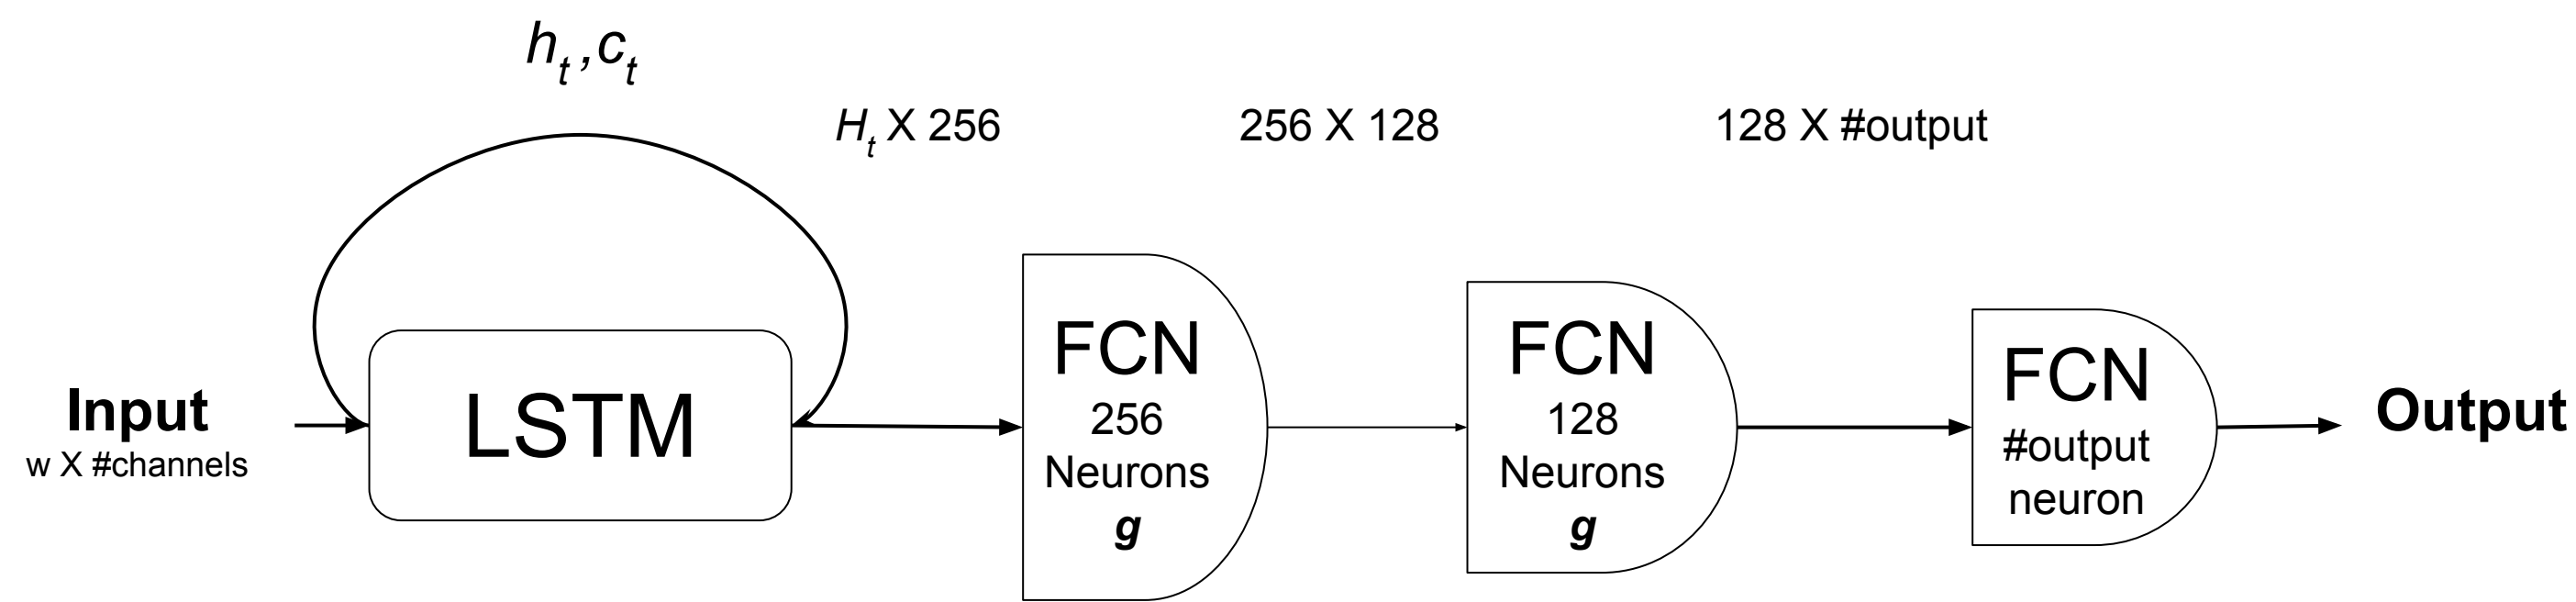 h_t, c_t
H_t X 256
256 X 128
128 X #output
Input
w X #channels
LSTM
FCN
256
Neurons
g
FCN
128
Neurons
g
FCN
#output
neuron
Output